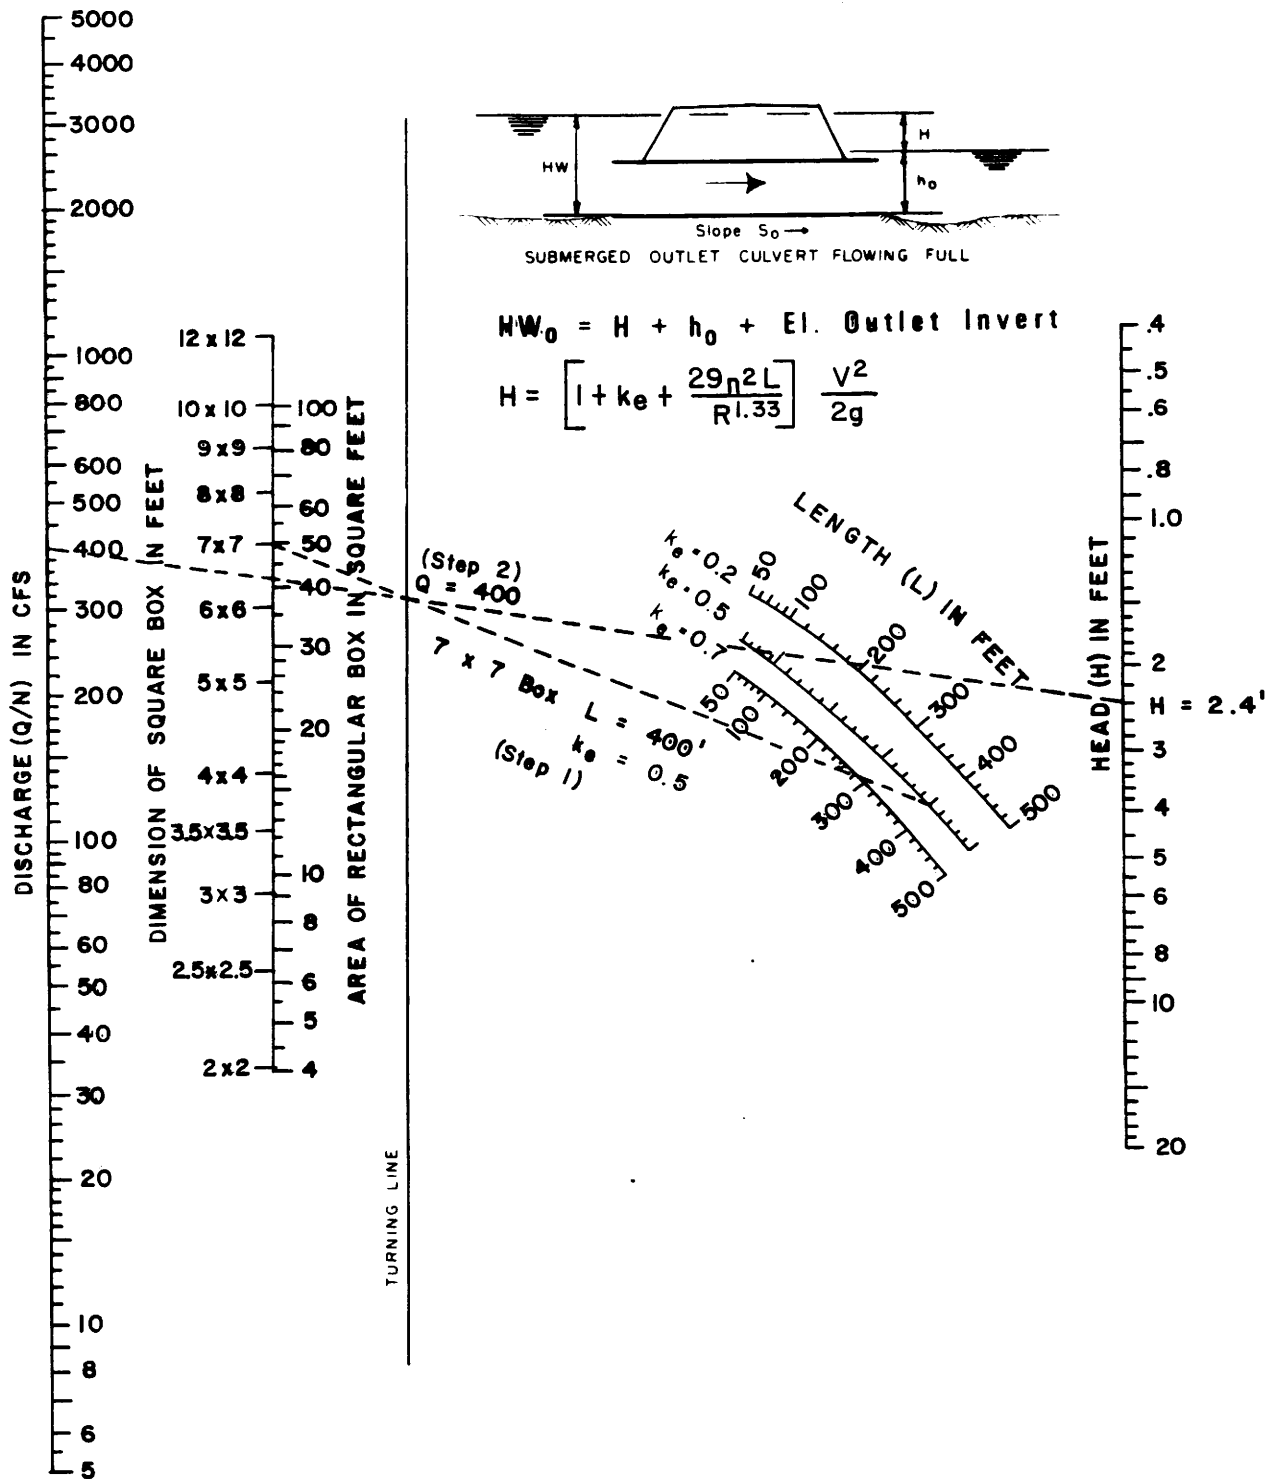 DISCHARGE (Q/N) IN CFS
5000
4000
3000
2000
1000
800
600
500
400
300
200
100
80
60
50
40
30
20
10
8
6
5
DIMENSION OF SQUARE BOX IN FEET
12 x 12
10 x 10
9 x 9
8 x 8
7 x 7
6 x 6
5 x 5
4 x 4
3.5 x 3.5
3 x 3
2.5 x 2.5
2 x 2
AREA OF RECTANGULAR BOX IN SQUARE FEET
100
80
60
50
40
30
20
10
8
6
5
4
TURNING LINE
HW
H
h₀
Slope S₀
SUBMERGED OUTLET CULVERT FLOWING FULL
HW₀ = H + h₀ + El. Outlet Invert
H = [1 + ke + 29n²L / R^1.33] V² / 2g
(Step 2)
Q = 400
7 x 7 Box L = 400'
ke = 0.5
(Step 1)
LENGTH (L) IN FEET
ke = 0.2
ke = 0.5
ke = 0.7
50
100
200
300
400
500
50
100
200
300
400
500
HEAD (H) IN FEET
.4
.5
.6
.8
1.0
2
H = 2.4'
3
4
5
6
8
10
20